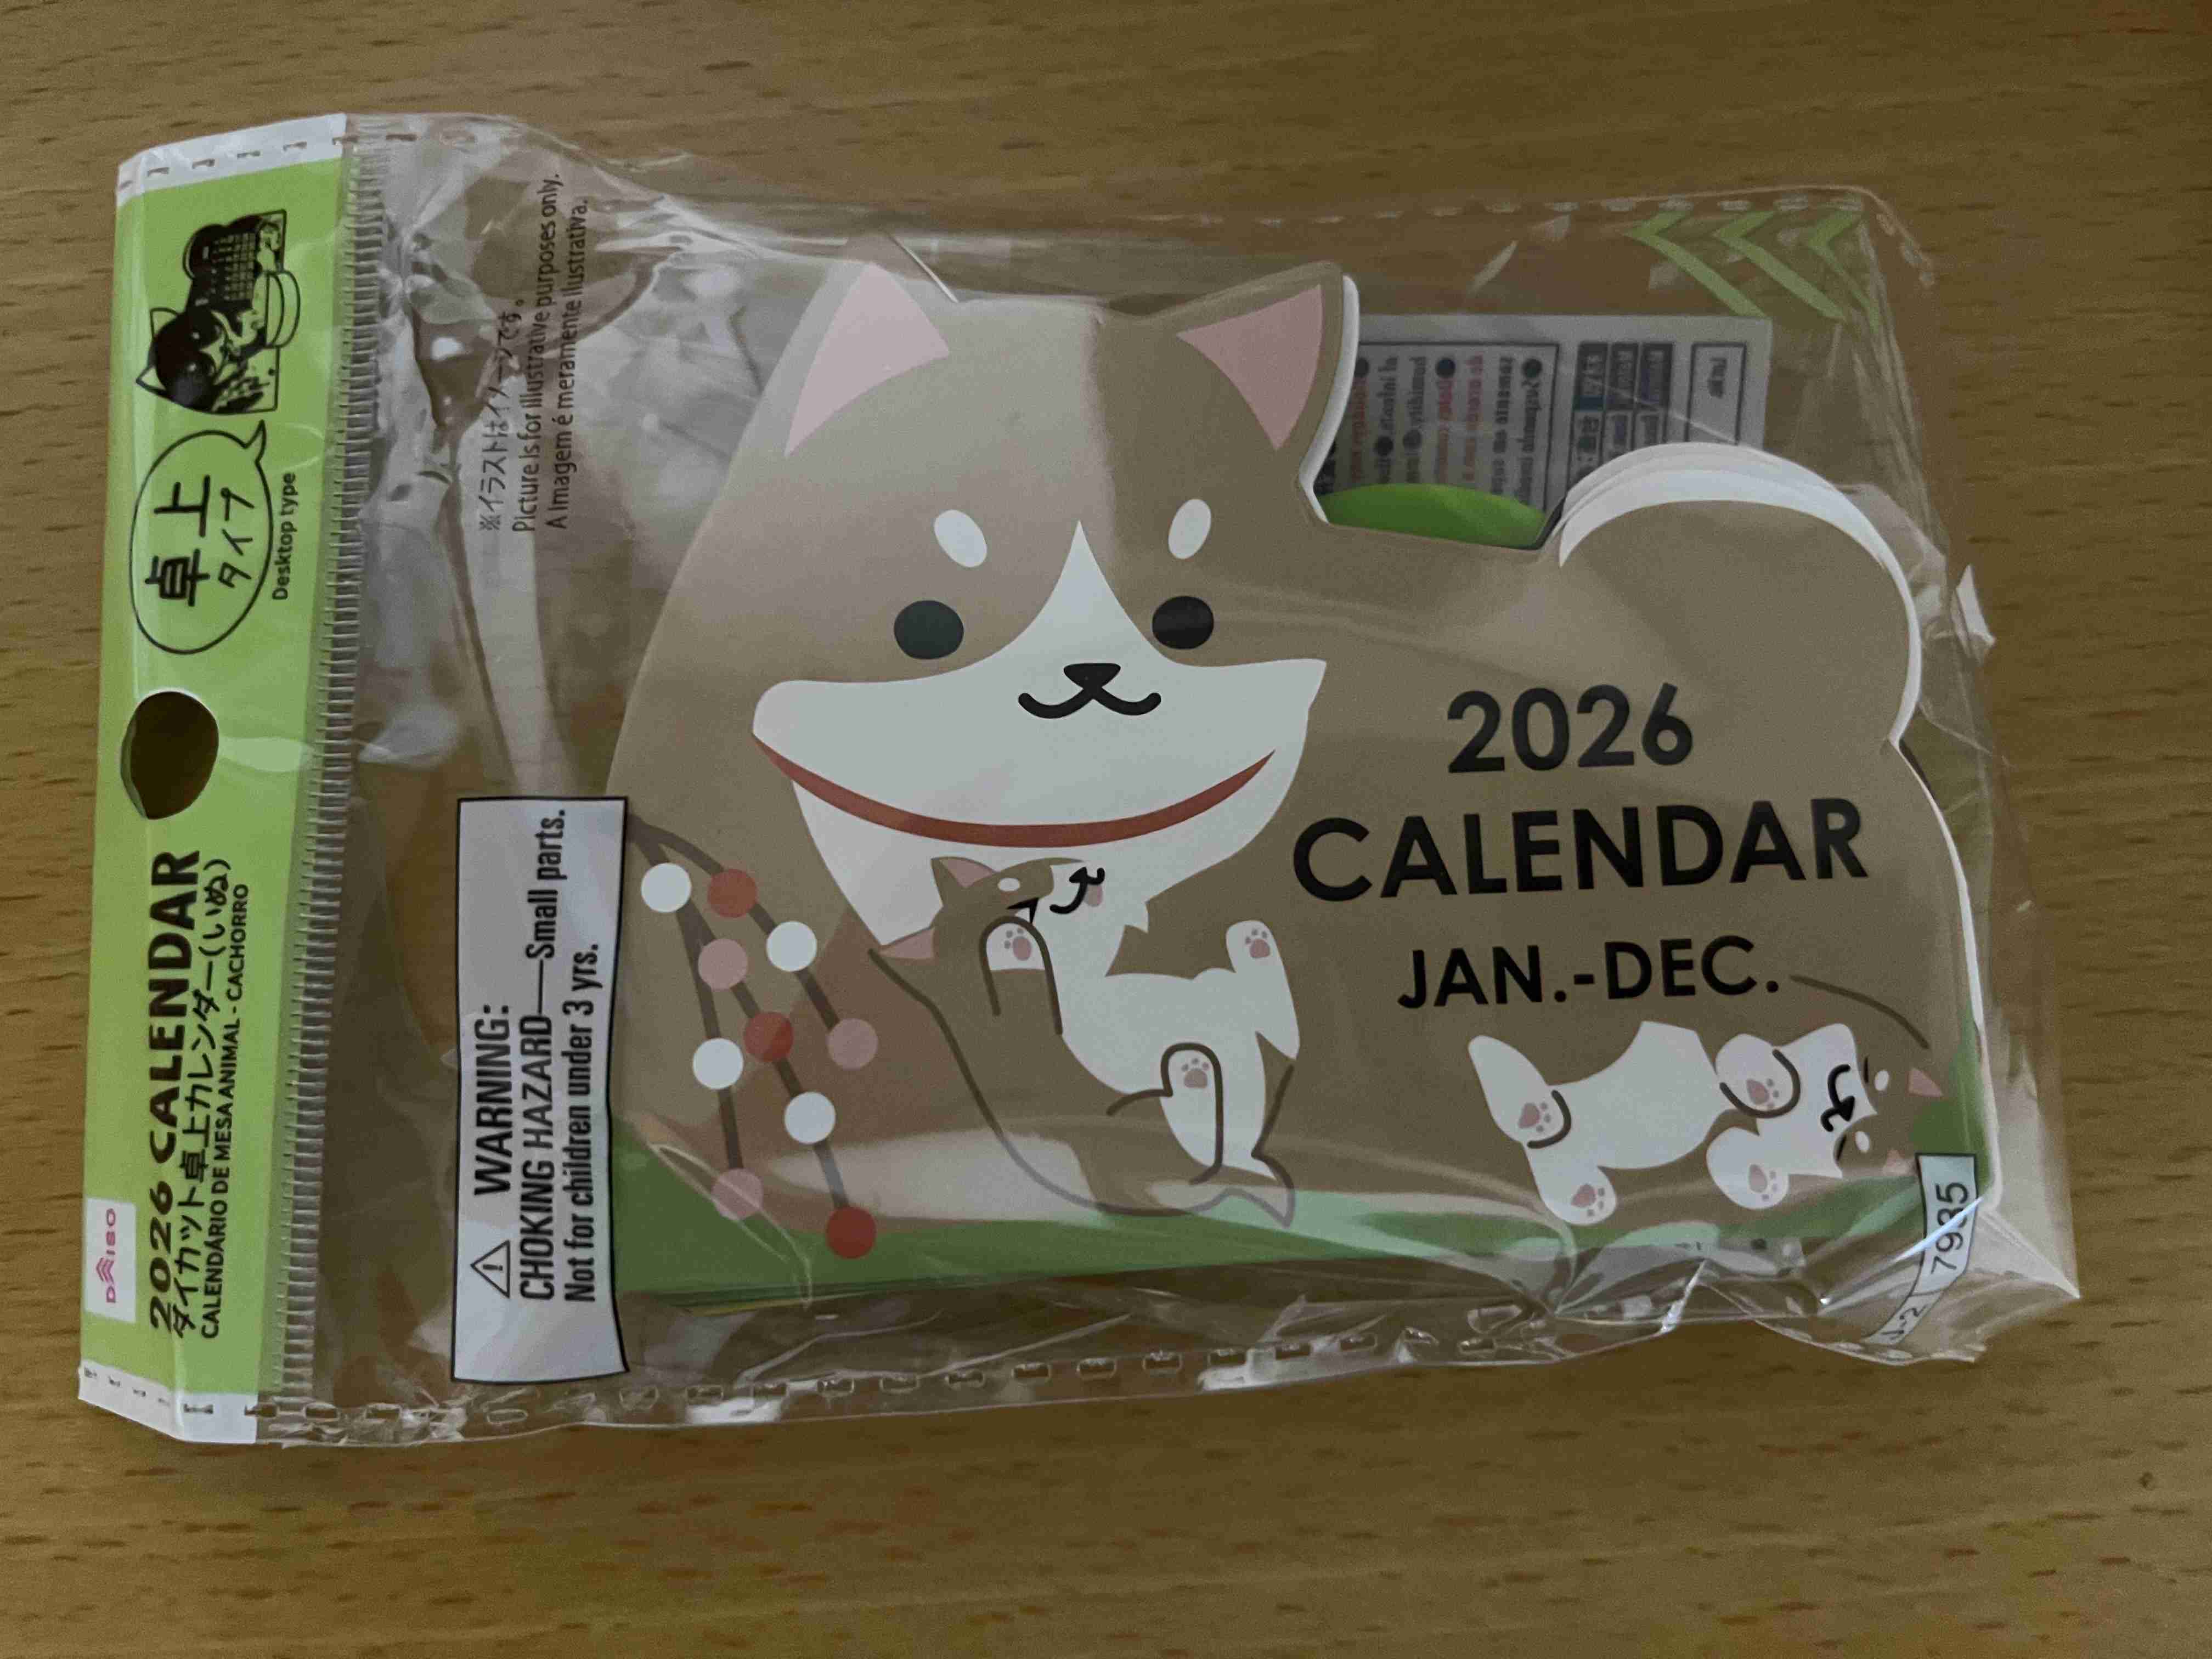 DAISO
2026 CALENDAR
ダイカット卓上カレンダー(いぬ)
CALENDÁRIO DE MESA ANIMAL - CACHORRO
卓上
タイプ
Desktop type
※イラストはイメージです。
Picture is for illustrative purposes only.
A Imagem é meramente ilustrativa.
WARNING:
CHOKING HAZARD—Small parts.
Not for children under 3 yrs.
2026
CALENDAR
JAN.-DEC.
J-2
7935